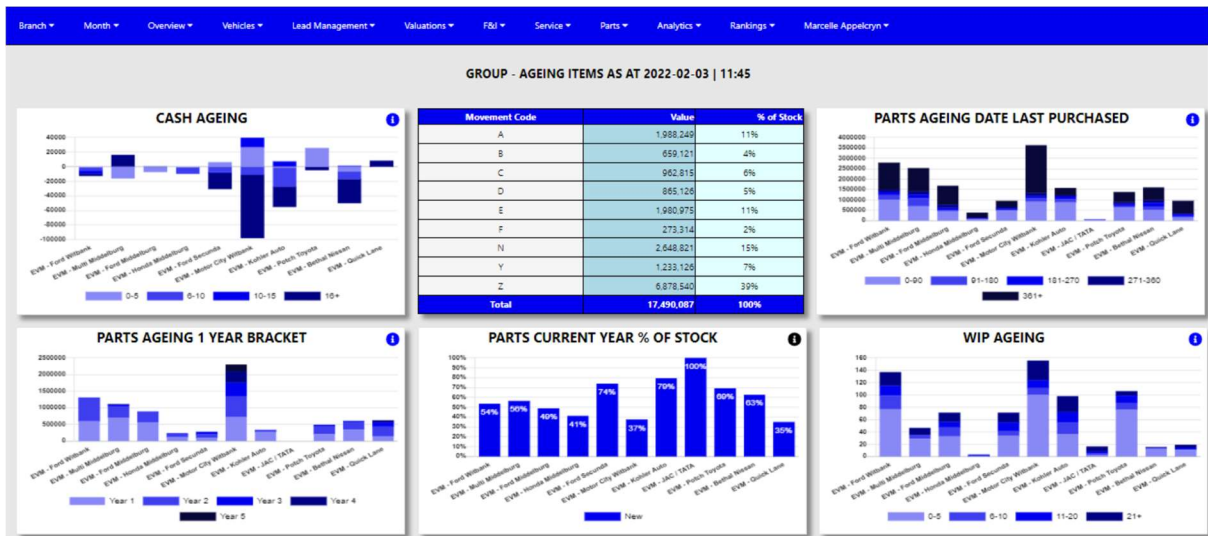 Branch Month Overview Vehicles Lead Management Valuations F&I Service Parts Analytics Rankings Marcelle Appelcryn
GROUP - AGEING ITEMS AS AT 2022-02-03 | 11:45
CASH AGEING
40000
20000
0
-20000
-40000
-60000
-80000
-100000
EVM - Ford Witbank
EVM - Multi Middelburg
EVM - Ford Middelburg
EVM - Honda Middelburg
EVM - Ford Secunda
EVM - Motor City Witbank
EVM - Kohler Auto
EVM - Potch Toyota
EVM - Bethal Nissan
EVM - Quick Lane
0-5 6-10 10-15 16+
Movement Code Value % of Stock
A 1,988,249 11%
B 659,121 4%
C 962,815 6%
D 865,126 5%
E 1,980,975 11%
F 273,314 2%
N 2,648,821 15%
Y 1,233,126 7%
Z 6,878,540 39%
Total 17,490,087 100%
PARTS AGEING DATE LAST PURCHASED
4000000
3500000
3000000
2500000
2000000
1500000
1000000
500000
0
EVM - Ford Witbank
EVM - Multi Middelburg
EVM - Ford Middelburg
EVM - Honda Middelburg
EVM - Ford Secunda
EVM - Motor City Witbank
EVM - Kohler Auto
EVM - JAC / TATA
EVM - Potch Toyota
EVM - Bethal Nissan
EVM - Quick Lane
0-90 91-180 181-270 271-360
361+
PARTS AGEING 1 YEAR BRACKET
2500000
2000000
1500000
1000000
500000
0
EVM - Ford Witbank
EVM - Multi Middelburg
EVM - Ford Middelburg
EVM - Honda Middelburg
EVM - Ford Secunda
EVM - Motor City Witbank
EVM - Kohler Auto
EVM - JAC / TATA
EVM - Potch Toyota
EVM - Bethal Nissan
EVM - Quick Lane
Year 1 Year 2 Year 3 Year 4
Year 5
PARTS CURRENT YEAR % OF STOCK
100%
90%
80%
70%
60%
50%
40%
30%
20%
10%
0%
54% 56% 49% 41% 74% 37% 79% 100% 69% 63% 35%
EVM - Ford Witbank
EVM - Multi Middelburg
EVM - Ford Middelburg
EVM - Honda Middelburg
EVM - Ford Secunda
EVM - Motor City Witbank
EVM - Kohler Auto
EVM - JAC / TATA
EVM - Potch Toyota
EVM - Bethal Nissan
EVM - Quick Lane
New
WIP AGEING
160
140
120
100
80
60
40
20
0
EVM - Ford Witbank
EVM - Multi Middelburg
EVM - Ford Middelburg
EVM - Honda Middelburg
EVM - Ford Secunda
EVM - Motor City Witbank
EVM - Kohler Auto
EVM - JAC / TATA
EVM - Potch Toyota
EVM - Bethal Nissan
EVM - Quick Lane
0-5 6-10 11-20 21+